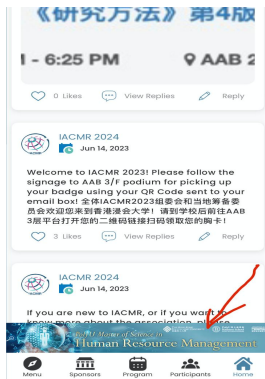 《研究方法》 第4版
- 6:25 PM
AAB 2
0 Likes
View Replies
Reply
IACMR 2024
Jun 14, 2023
Welcome to IACMR 2023! Please follow the
signage to AAB 3/F podium for picking up
your badge using your QR Code sent to your
email box! 全体IACMR2023组委会和当地筹备委
员会欢迎您来到香港浸会大学！请到学校后前往AAB
3层平台打开您的二维码链接扫码领取您的胸卡！
3 Likes
View Replies
Reply
IACMR 2024
Jun 14, 2023
If you are new to IACMR, or if you want to
know more about the association, please
Human Resource Management
Menu
Sponsors
Program
Participants
Home